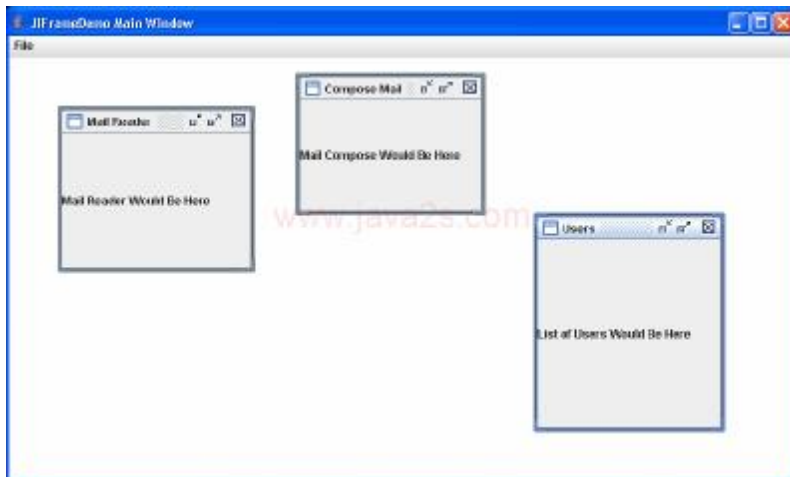 JIFrameDemo Main Window
File
Compose Mail
Mail Reader
Mail Compose Would Be Here
Mail Reader Would Be Here
www.java2s.com
Users
List of Users Would Be Here